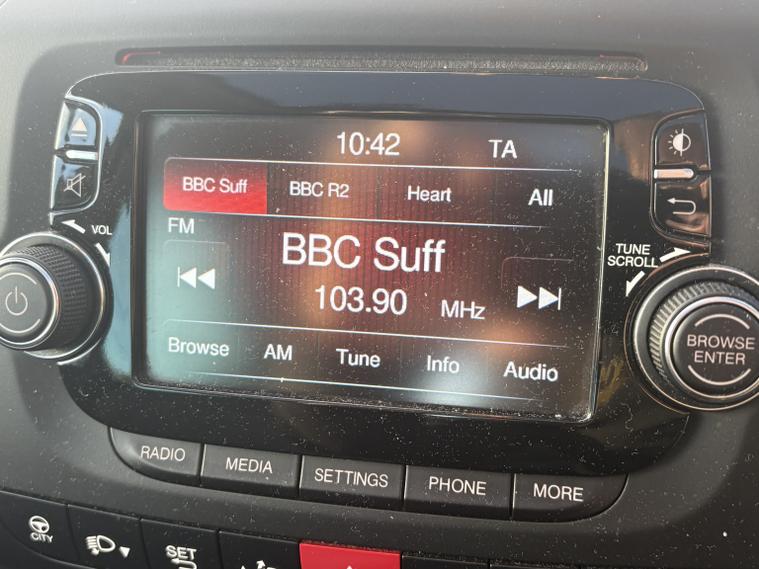 10:42 TA
BBC Suff BBC R2 Heart All
FM
BBC Suff
103.90 MHz
Browse AM Tune Info Audio
VOL
TUNE
SCROLL
BROWSE
ENTER
RADIO MEDIA SETTINGS PHONE MORE
CITY
SET